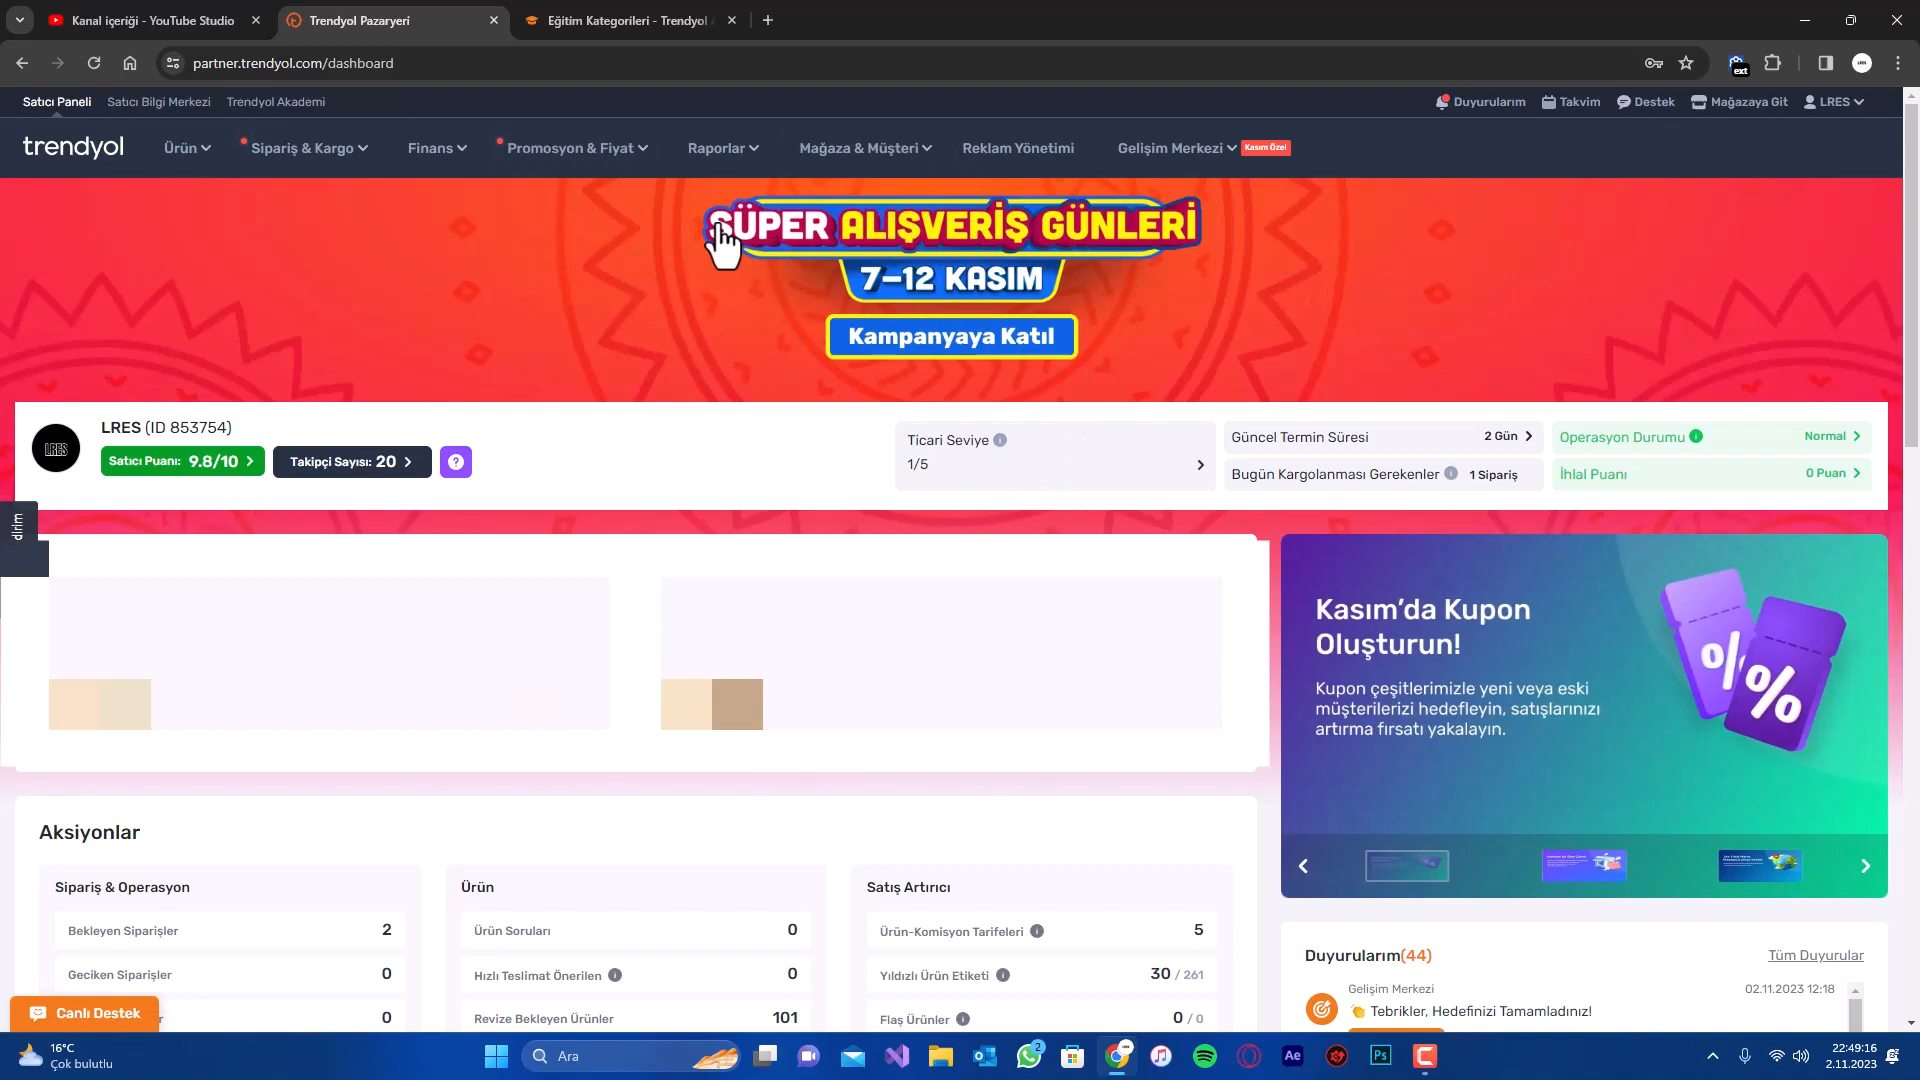 Kanal içeriği - YouTube Studio
Trendyol Pazaryeri
Eğitim Kategorileri - Trendyol
partner.trendyol.com/dashboard
ext
Satıcı Paneli Satıcı Bilgi Merkezi Trendyol Akademi
Duyurularım Takvim Destek Mağazaya Git LRES
trendyol Ürün Sipariş & Kargo Finans Promosyon & Fiyat Raporlar Mağaza & Müşteri Reklam Yönetimi Gelişim Merkezi Kasım Özel
SÜPER ALIŞVERİŞ GÜNLERİ
7–12 KASIM
Kampanyaya Katıl
LRES
LRES (ID 853754)
Satıcı Puanı: 9.8/10
Takipçi Sayısı: 20
?
Ticari Seviye
1/5
Güncel Termin Süresi 2 Gün
Bugün Kargolanması Gerekenler 1 Sipariş
Operasyon Durumu Normal
İhlal Puanı 0 Puan
dirim
Kasım’da Kupon
Oluşturun!
Kupon çeşitlerimizle yeni veya eski
müşterilerinizi hedefleyin, satışlarınızı
artırma fırsatı yakalayın.
% %
Aksiyonlar
Sipariş & Operasyon
Bekleyen Siparişler 2
Geciken Siparişler 0
r 0
Ürün
Ürün Soruları 0
Hızlı Teslimat Önerilen 0
Revize Bekleyen Ürünler 101
Satış Artırıcı
Ürün-Komisyon Tarifeleri 5
Yıldızlı Ürün Etiketi 30 / 261
Flaş Ürünler 0 / 0
Duyurularım(44) Tüm Duyurular
Gelişim Merkezi 02.11.2023 12:18
Tebrikler, Hedefinizi Tamamladınız!
Canlı Destek
16°C
Çok bulutlu
Ara
2
Ae
Ps
22:49:16
2.11.2023